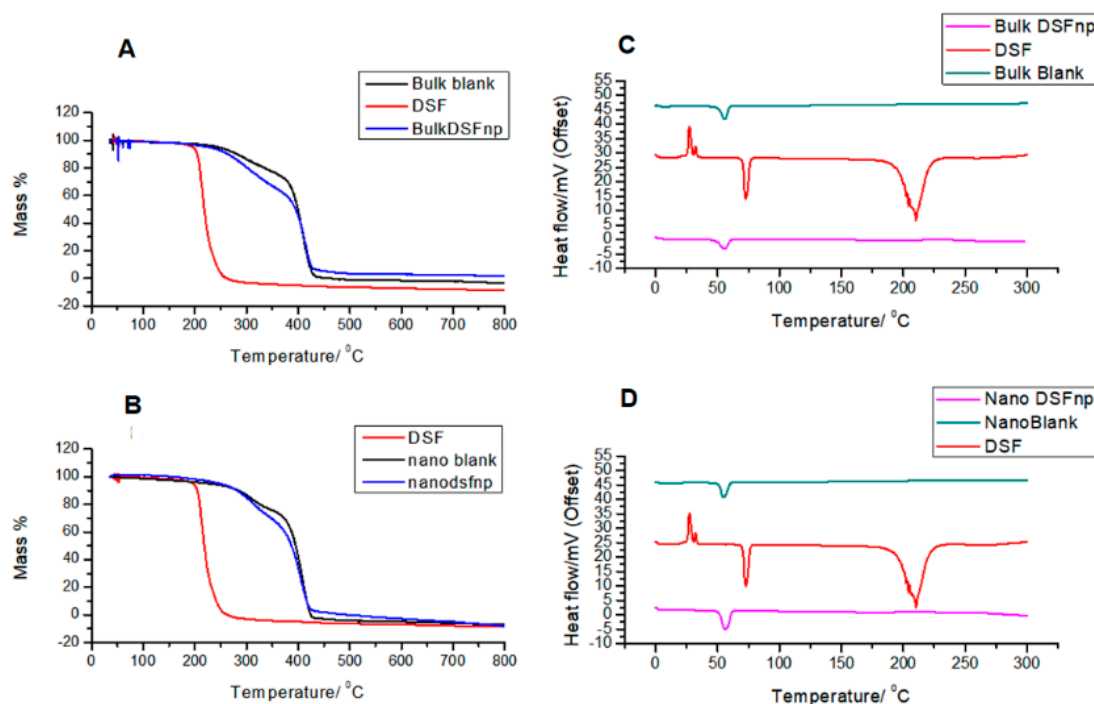 A
Bulk blank
DSF
BulkDSFnp
120
100
80
60
40
20
0
-20
Mass %
0 100 200 300 400 500 600 700 800
Temperature/ ⁰C
C
Bulk DSFnp
DSF
Bulk Blank
55
50
45
40
35
30
25
20
15
10
5
0
-5
-10
Heat flow/mV (Offset)
0 50 100 150 200 250 300
Temperature/ ⁰C
B
DSF
nano blank
nanodsfnp
120
100
80
60
40
20
0
-20
Mass %
0 100 200 300 400 500 600 700 800
Temperature/ ⁰C
D
Nano DSFnp
NanoBlank
DSF
55
50
45
40
35
30
25
20
15
10
5
0
-5
-10
Heat flow/mV (Offset)
0 50 100 150 200 250 300
Temperature/ ⁰C